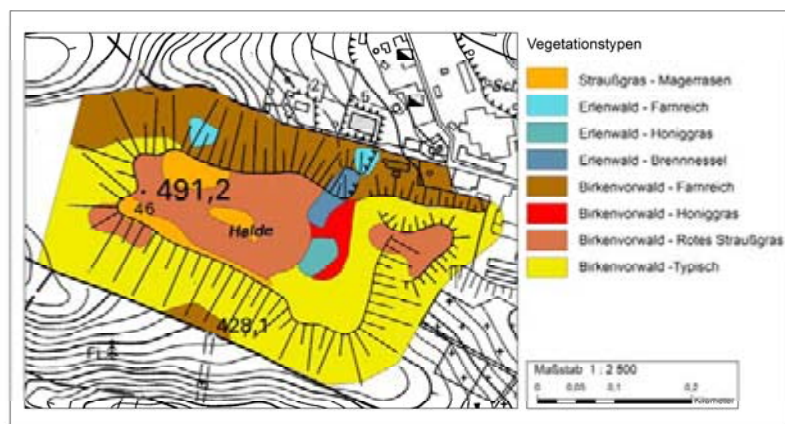 Vegetationstypen
Straußgras - Magerrasen
Erlenwald - Farnreich
Erlenwald - Honiggras
Erlenwald - Brennnessel
Birkenvorwald - Farnreich
Birkenvorwald - Honiggras
Birkenvorwald - Rotes Straußgras
Birkenvorwald - Typisch
491,2
46
Halde
428,1
Maßstab 1 : 2 500
0 0,05 0,1 0,2
Kilometer